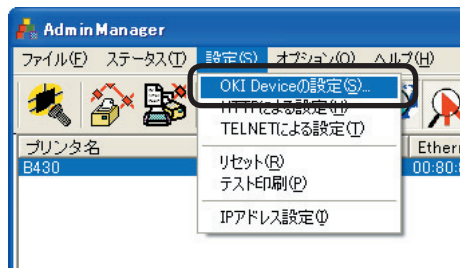 AdminManager
ファイル(F) ステータス(T) 設定(S) オプション(O) ヘルプ(H)
OKI Deviceの設定(S)...
HTTPによる設定(H)
TELNETによる設定(T)
リセット(R)
テスト印刷(P)
IPアドレス設定(I)
プリンタ名
Ethern
B430
00:80:8